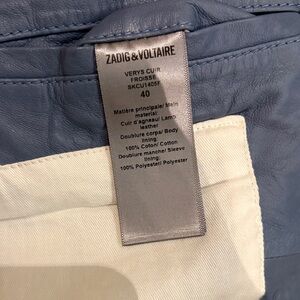 ZADIG & VOLTAIRE
VERYS CUIR
FROISSE
SKCU1405F
40
Matière principale/ Main
material:
Cuir d'agneau/ Lamb
leather
Doublure corps/ Body
lining:
100% Coton/ Cotton
Doublure manche/ Sleeve
lining:
100% Polyester/ Polyester